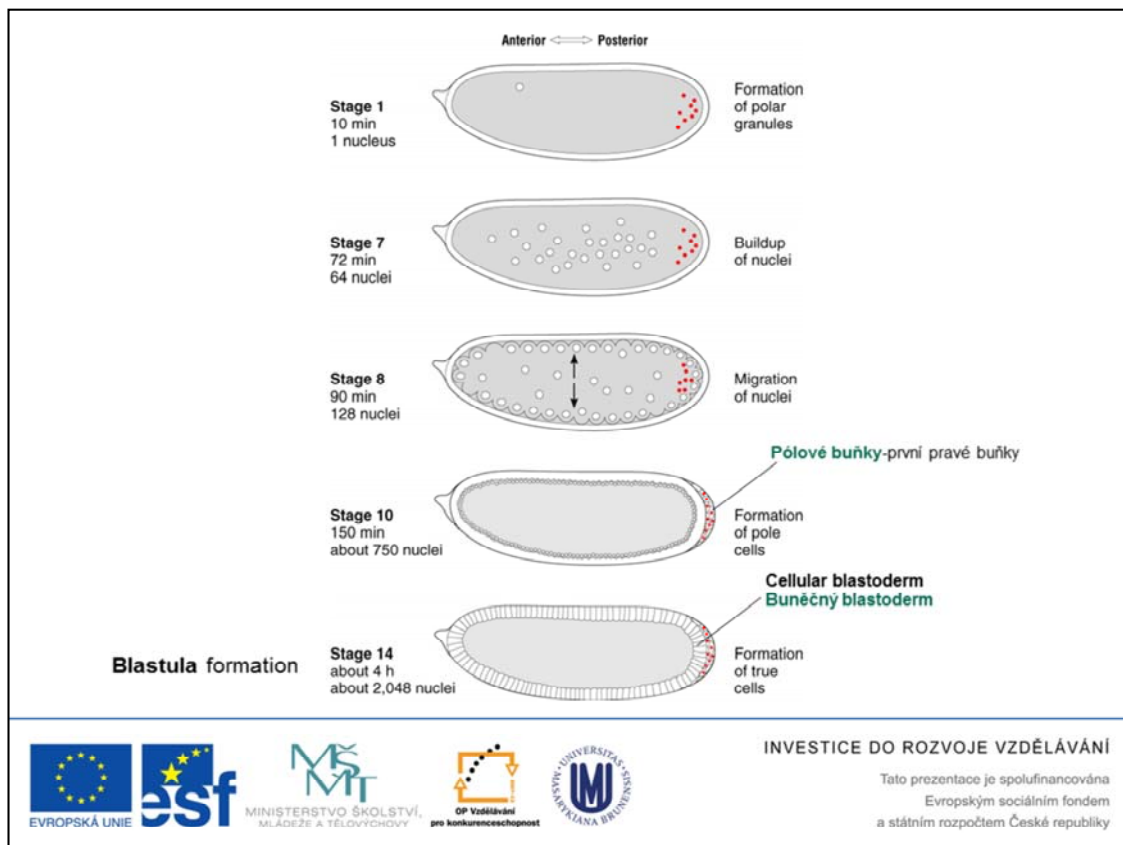 Anterior Posterior
Stage 1
10 min
1 nucleus
Formation
of polar
granules
Stage 7
72 min
64 nuclei
Buildup
of nuclei
Stage 8
90 min
128 nuclei
Migration
of nuclei
Pólové buňky-první pravé buňky
Stage 10
150 min
about 750 nuclei
Formation
of pole
cells
Cellular blastoderm
Buněčný blastoderm
Blastula formation
Stage 14
about 4 h
about 2,048 nuclei
Formation
of true
cells
EVROPSKÁ UNIE
esf
MŠMT
MINISTERSTVO ŠKOLSTVÍ,
MLÁDEŽE A TĚLOVÝCHOVY
OP Vzdělávání
pro konkurenceschopnost
UNIVERSITAS MASARYKIANA BRUNENSIS
INVESTICE DO ROZVOJE VZDĚLÁVÁNÍ
Tato prezentace je spolufinancována
Evropským sociálním fondem
a státním rozpočtem České republiky